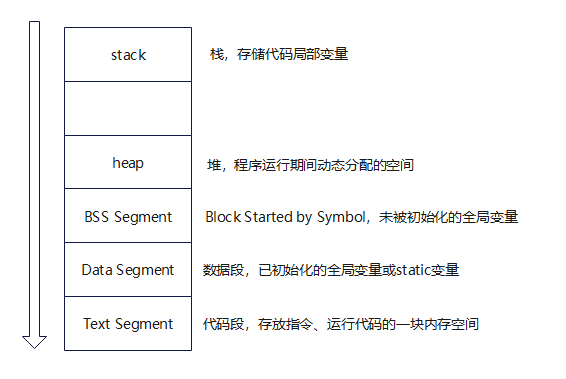 stack 栈，存储代码局部变量
heap 堆，程序运行期间动态分配的空间
BSS Segment Block Started by Symbol，未被初始化的全局变量
Data Segment 数据段，已初始化的全局变量或static变量
Text Segment 代码段，存放指令、运行代码的一块内存空间